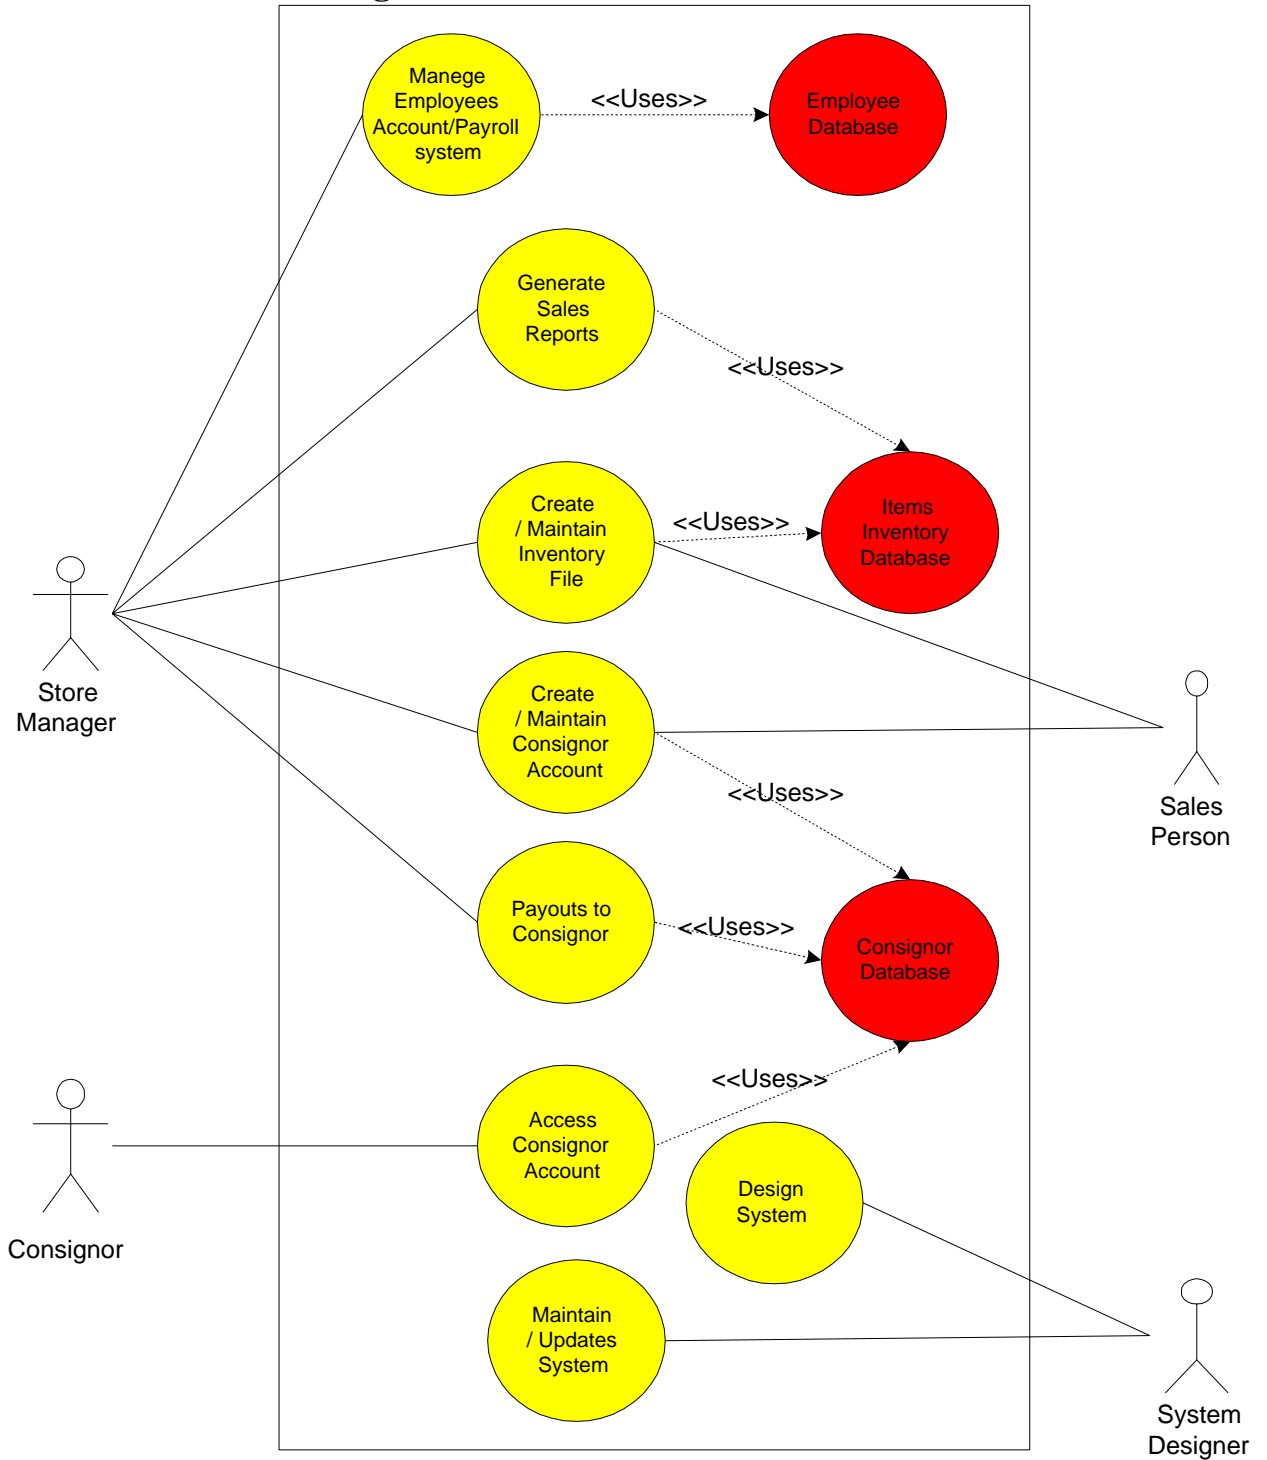 Manege
Employees
Account/Payroll
system
<<Uses>>
Employee
Database
Generate
Sales
Reports
<<Uses>>
Create
/ Maintain
Inventory
File
<<Uses>>
Items
Inventory
Database
Store
Manager
Create
/ Maintain
Consignor
Account
<<Uses>>
Sales
Person
Payouts to
Consignor
<<Uses>>
Consignor
Database
<<Uses>>
Access
Consignor
Account
Consignor
Design
System
Maintain
/ Updates
System
System
Designer